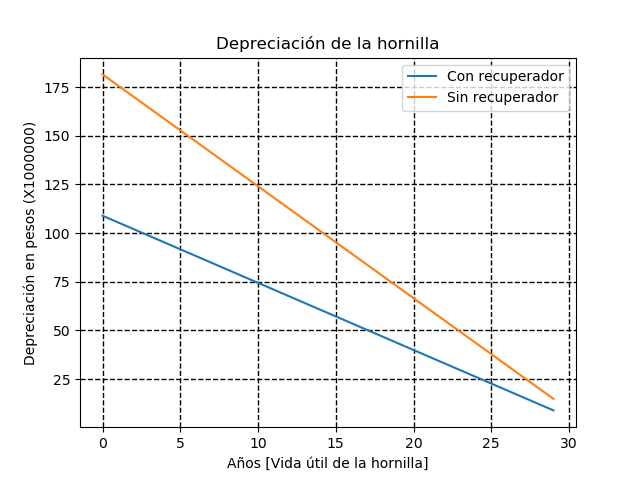 Depreciación de la hornilla
Con recuperador
Sin recuperador
Depreciación en pesos (X1000000)
175
150
125
100
75
50
25
0 5 10 15 20 25 30
Años [Vida útil de la hornilla]